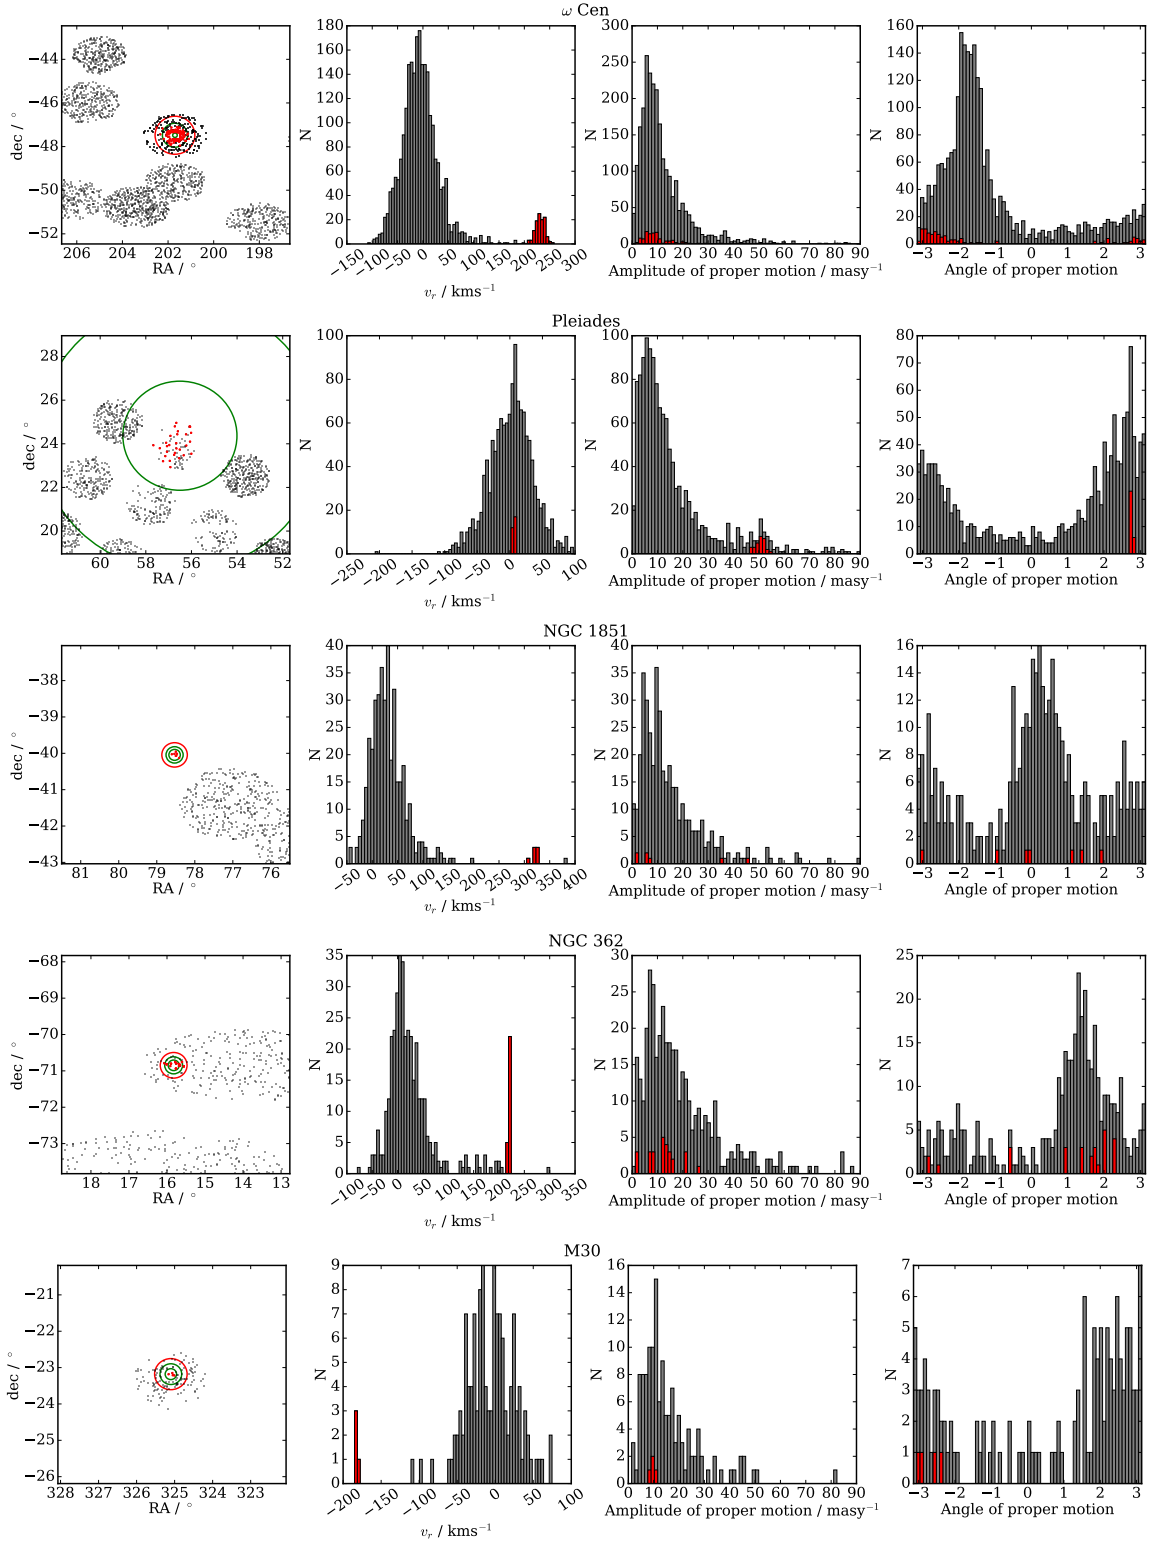 ω Cen
−44
−46
−48
−50
−52
dec / °
206 204 202 200 198
RA / °
180
160
140
120
100
80
60
40
20
0
N
−150 −100 −50 0 50 100 150 200 250 300
v_r / kms⁻¹
300
250
200
150
100
50
0
N
0 10 20 30 40 50 60 70 80 90
Amplitude of proper motion / masy⁻¹
160
140
120
100
80
60
40
20
0
N
−3 −2 −1 0 1 2 3
Angle of proper motion
Pleiades
28
26
24
22
20
dec / °
60 58 56 54 52
RA / °
100
80
60
40
20
0
N
−250 −200 −150 −100 −50 0 50 100
v_r / kms⁻¹
100
80
60
40
20
0
N
0 10 20 30 40 50 60 70 80 90
Amplitude of proper motion / masy⁻¹
80
70
60
50
40
30
20
10
0
N
−3 −2 −1 0 1 2 3
Angle of proper motion
NGC 1851
−38
−39
−40
−41
−42
−43
dec / °
81 80 79 78 77 76
RA / °
40
35
30
25
20
15
10
5
0
N
−50 0 50 100 150 200 250 300 350 400
v_r / kms⁻¹
40
35
30
25
20
15
10
5
0
N
0 10 20 30 40 50 60 70 80 90
Amplitude of proper motion / masy⁻¹
16
14
12
10
8
6
4
2
0
N
−3 −2 −1 0 1 2 3
Angle of proper motion
NGC 362
−68
−69
−70
−71
−72
−73
dec / °
18 17 16 15 14 13
RA / °
35
30
25
20
15
10
5
0
N
−100 −50 0 50 100 150 200 250 300 350
v_r / kms⁻¹
30
25
20
15
10
5
0
N
0 10 20 30 40 50 60 70 80 90
Amplitude of proper motion / masy⁻¹
25
20
15
10
5
0
N
−3 −2 −1 0 1 2 3
Angle of proper motion
M30
−21
−22
−23
−24
−25
−26
dec / °
328 327 326 325 324 323
RA / °
9
8
7
6
5
4
3
2
1
0
N
−200 −150 −100 −50 0 50 100
v_r / kms⁻¹
16
14
12
10
8
6
4
2
0
N
0 10 20 30 40 50 60 70 80 90
Amplitude of proper motion / masy⁻¹
7
6
5
4
3
2
1
0
N
−3 −2 −1 0 1 2 3
Angle of proper motion